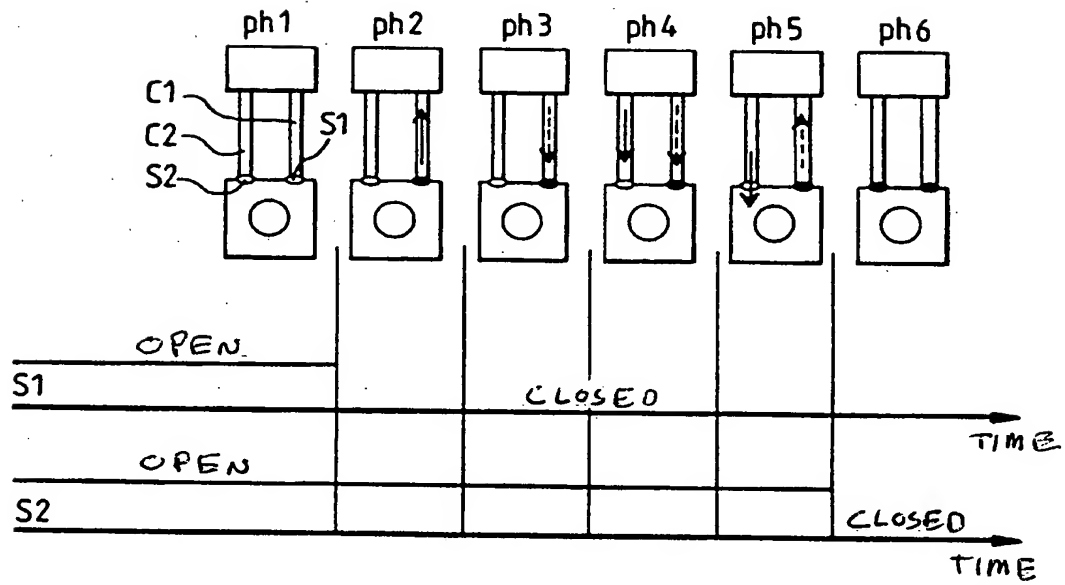 ph1 ph2 ph3 ph4 ph5 ph6
C1
S1
C2
S2
OPEN
S1
CLOSED
TIME
OPEN
S2
CLOSED
TIME